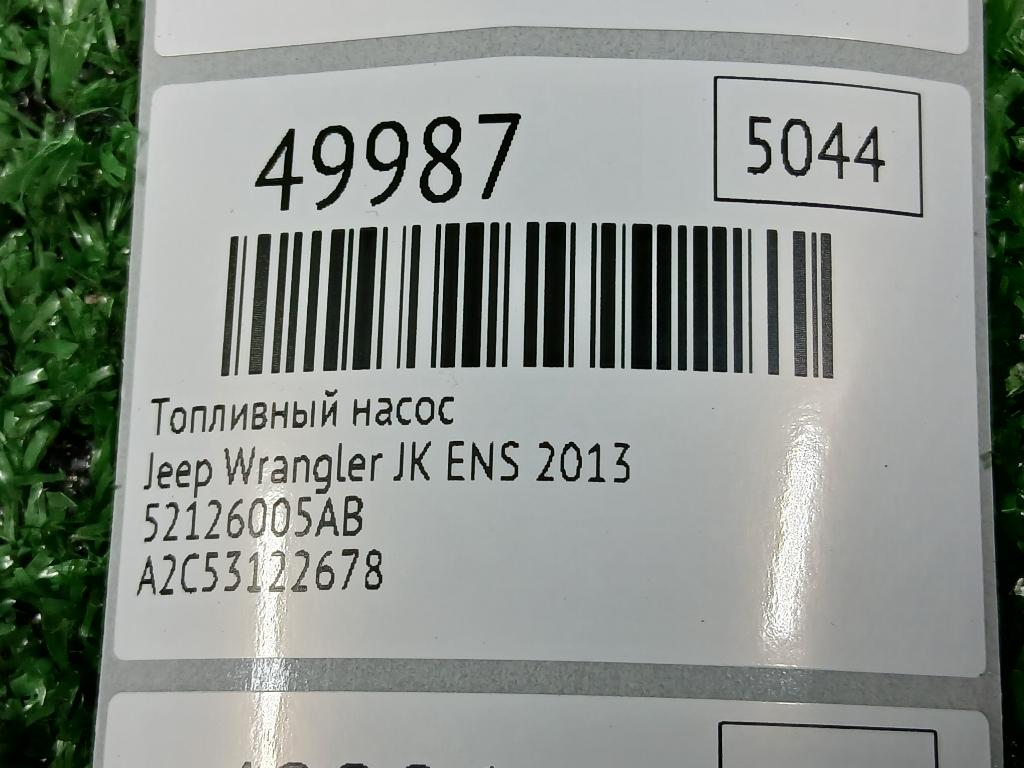 49987
5044
Топливный насос
Jeep Wrangler JK ENS 2013
52126005AB
A2C53122678